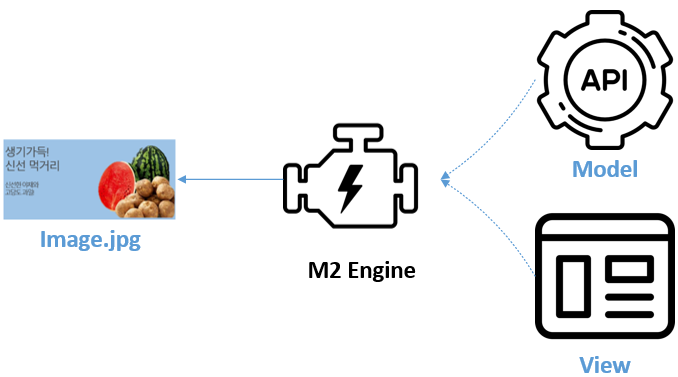 생기가득!
신선 먹거리
신선한 야채와
고당도 과일!
Image.jpg
M2 Engine
API
Model
View